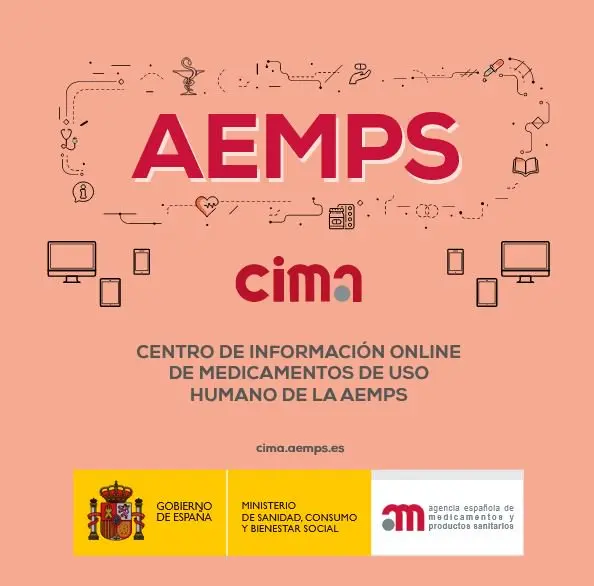 AEMPS
cima
CENTRO DE INFORMACIÓN ONLINE
DE MEDICAMENTOS DE USO
HUMANO DE LA AEMPS
cima.aemps.es
GOBIERNO
DE ESPAÑA
MINISTERIO
DE SANIDAD, CONSUMO
Y BIENESTAR SOCIAL
am
agencia española de
medicamentos y
productos sanitarios